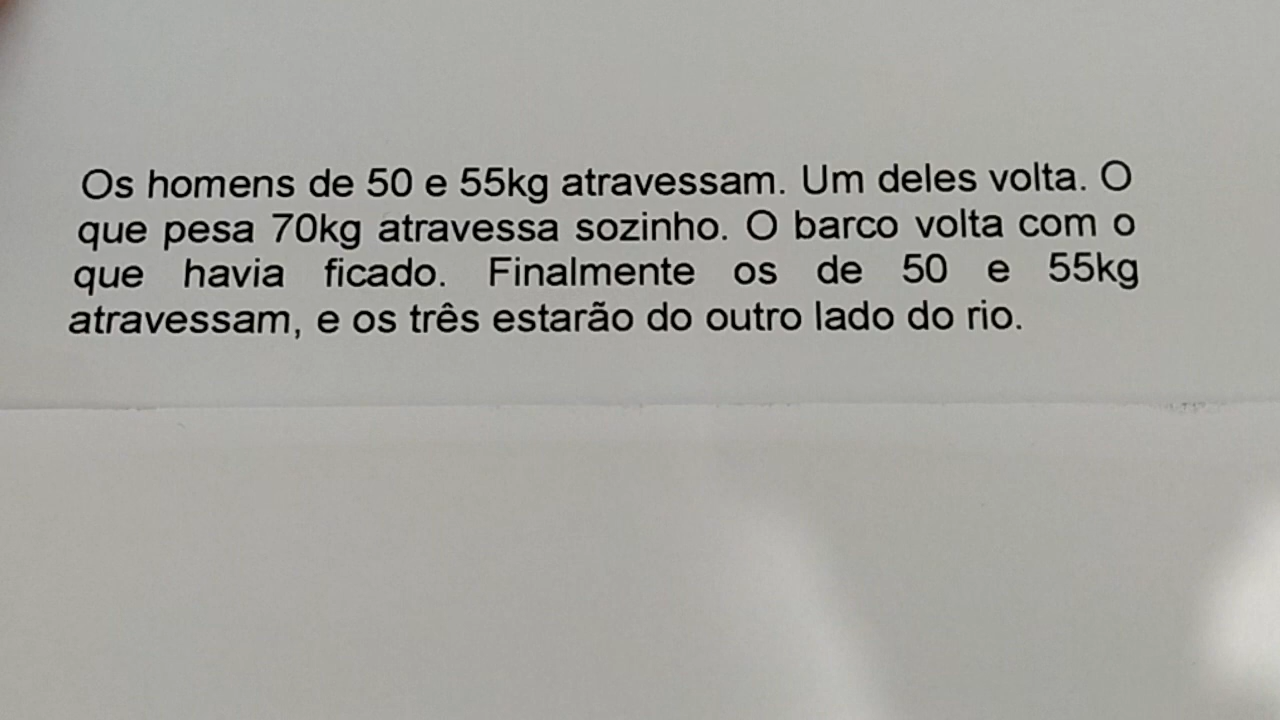 Os homens de 50 e 55kg atravessam. Um deles volta. O
que pesa 70kg atravessa sozinho. O barco volta com o
que havia ficado. Finalmente os de 50 e 55kg
atravessam, e os três estarão do outro lado do rio.